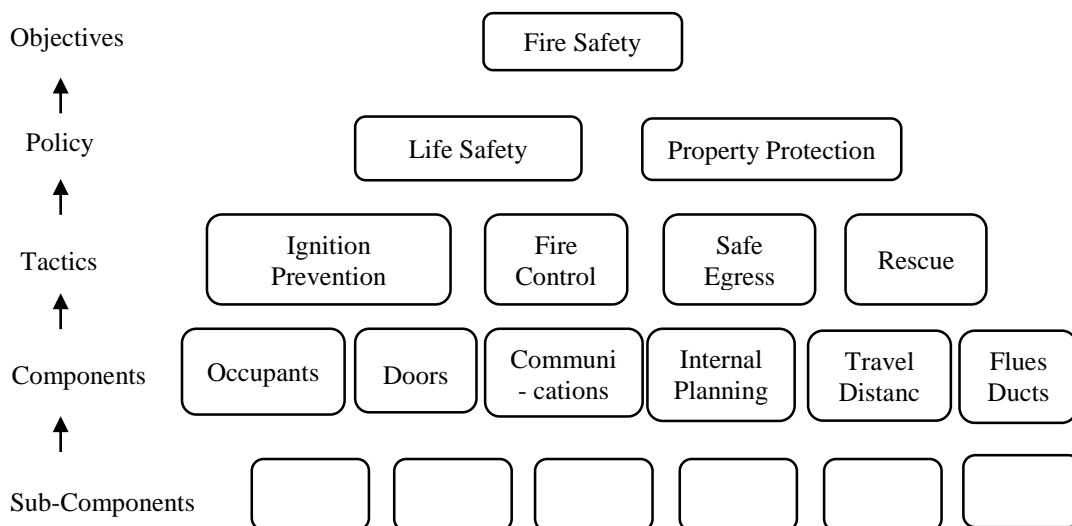 Objectives
Fire Safety
Policy
Life Safety
Property Protection
Tactics
Ignition
Prevention
Fire
Control
Safe
Egress
Rescue
Components
Occupants
Doors
Communi
- cations
Internal
Planning
Travel
Distanc
Flues
Ducts
Sub-Components